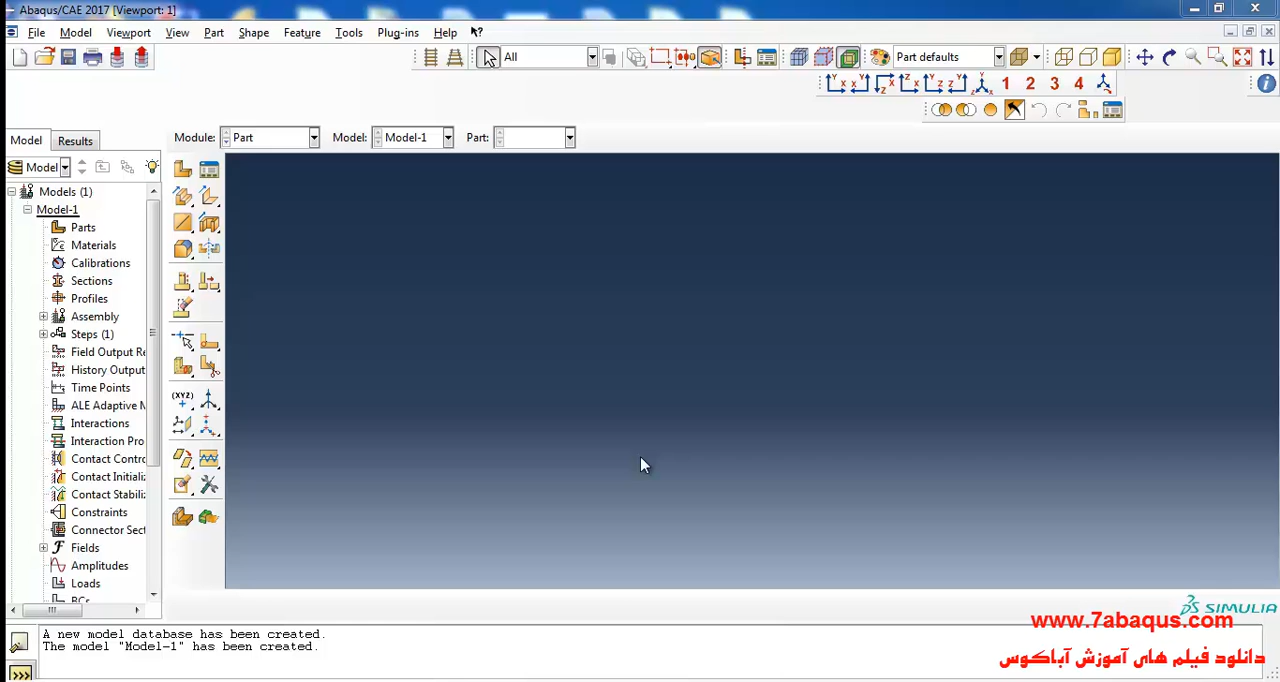 Abaqus/CAE 2017 [Viewport: 1]
File Model Viewport View Part Shape Feature Tools Plug-ins Help
All
Part defaults
1 2 3 4
Model Results
Module: Part Model: Model-1 Part:
Model
Models (1)
Model-1
Parts
Materials
Calibrations
Sections
Profiles
Assembly
Steps (1)
Field Output Re
History Output
Time Points
ALE Adaptive M
Interactions
Interaction Pro
Contact Contro
Contact Initializ
Contact Stabiliz
Constraints
Connector Sect
Fields
Amplitudes
Loads
BCs
(XYZ)
SIMULIA
www.7abaqus.com
دانلود فیلم های آموزش آباکوس
A new model database has been created.
The model "Model-1" has been created.
>>>